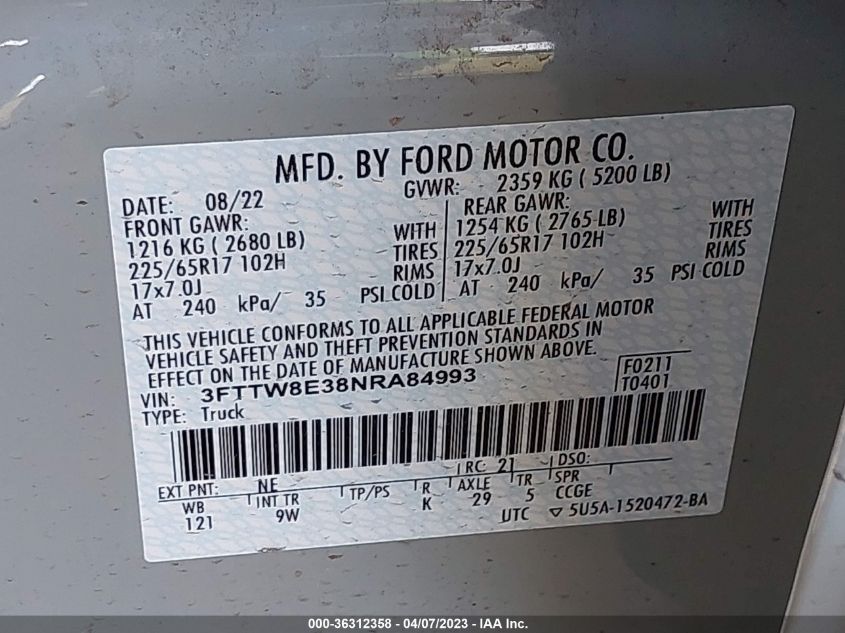 MFD. BY FORD MOTOR CO.
DATE: 08/22 GVWR: 2359 KG ( 5200 LB)
FRONT GAWR: REAR GAWR:
1216 KG ( 2680 LB) WITH 1254 KG ( 2765 LB) WITH
225/65R17 102H TIRES 225/65R17 102H TIRES
17x7.0J RIMS 17x7.0J RIMS
AT 240 kPa/ 35 PSI COLD AT 240 kPa/ 35 PSI COLD
THIS VEHICLE CONFORMS TO ALL APPLICABLE FEDERAL MOTOR
VEHICLE SAFETY AND THEFT PREVENTION STANDARDS IN
EFFECT ON THE DATE OF MANUFACTURE SHOWN ABOVE.
VIN: 3FTTW8E38NRA84993 F0211
TYPE: Truck T0401
EXT PNT: NE RC: 21 DSO:
WB INT TR TP/PS R AXLE TR SPR
121 9W K 29 5 CCGE
UTC ▽ 5U5A-1520472-BA
000-36312358 - 04/07/2023 - IAA Inc.